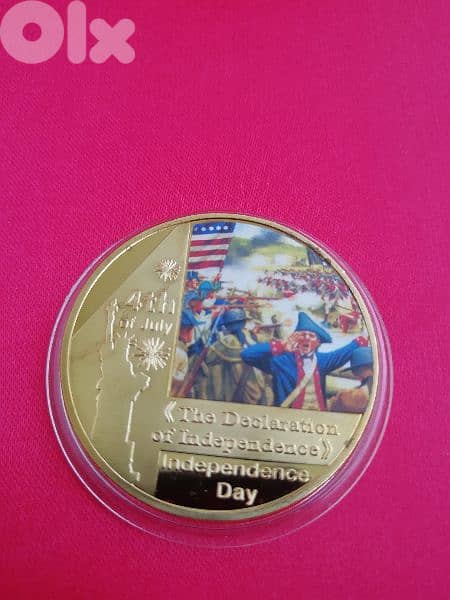 OLX
4th
of July
《The Declaration
of Independence》
Independence
Day